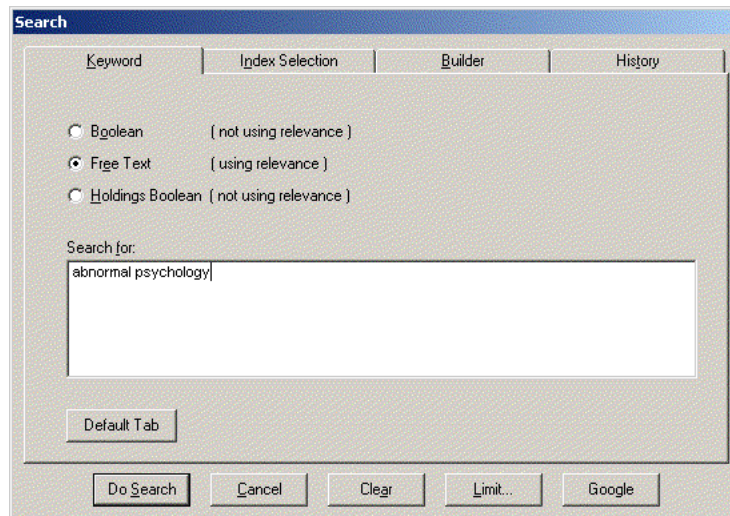 Search
Keyword Index Selection Builder History
Boolean ( not using relevance )
Free Text ( using relevance )
Holdings Boolean ( not using relevance )
Search for:
abnormal psychology
Default Tab
Do Search Cancel Clear Limit... Google